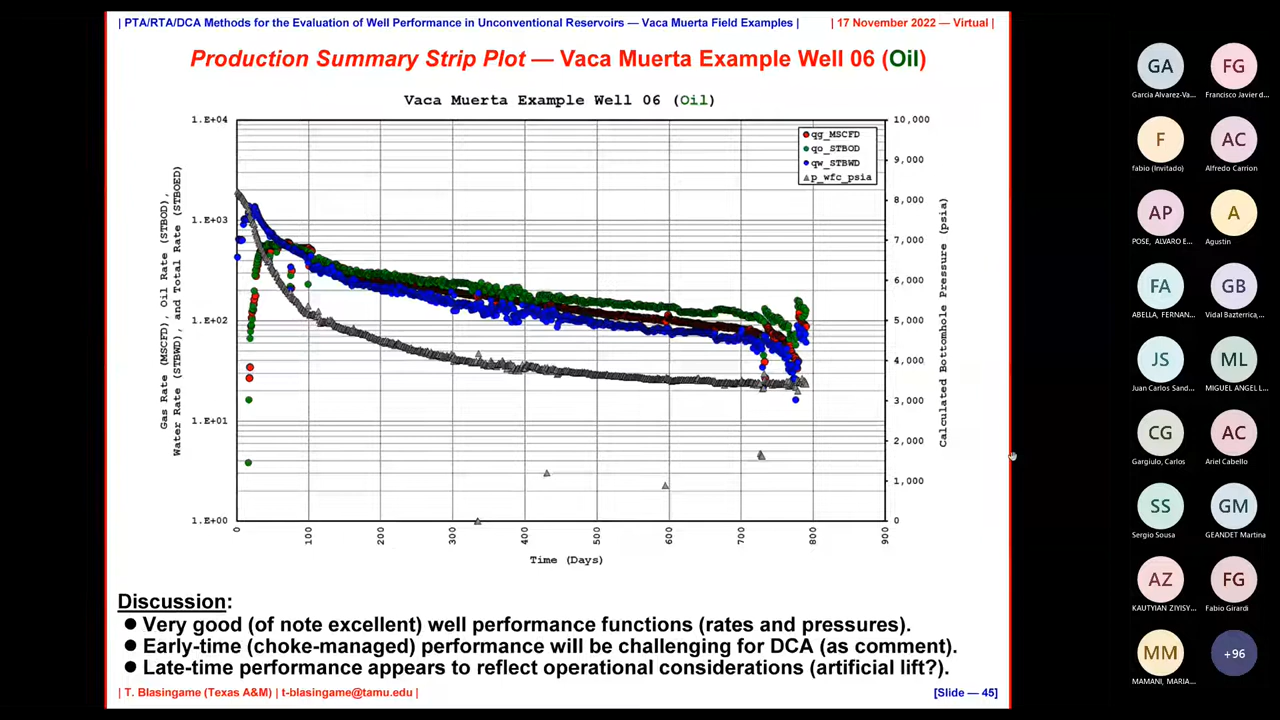 | PTA/RTA/DCA Methods for the Evaluation of Well Performance in Unconventional Reservoirs — Vaca Muerta Field Examples | | 17 November 2022 — Virtual |
Production Summary Strip Plot — Vaca Muerta Example Well 06 (Oil)
Vaca Muerta Example Well 06 (Oil)
qg_MSCFD
qo_STBOD
qw_STBWD
p_wfc_psia
Gas Rate (MSCFD), Oil Rate (STBOD),
Water Rate (STBWD), and Total Rate (STBOED)
1.E+04
1.E+03
1.E+02
1.E+01
1.E+00
10,000
9,000
8,000
7,000
6,000
5,000
4,000
3,000
2,000
1,000
0
Calculated Bottomhole Pressure (psia)
0 100 200 300 400 500 600 700 800 900
Time (Days)
Discussion:
● Very good (of note excellent) well performance functions (rates and pressures).
● Early-time (choke-managed) performance will be challenging for DCA (as comment).
● Late-time performance appears to reflect operational considerations (artificial lift?).
| T. Blasingame (Texas A&M) | t-blasingame@tamu.edu | [Slide — 45]
GA FG
Garcia Alvarez-Va... Francisco Javier d...
F AC
fabio (Invitado) Alfredo Carrion
AP A
POSE, ALVARO E... Agustin
FA GB
ABELLA, FERNAN... Vidal Bazterrica,...
JS ML
Juan Carlos Sand... MIGUEL ANGEL L...
CG AC
Gargiulo, Carlos Ariel Cabello
SS GM
Sergio Sousa GEANDET Martina
AZ FG
KAUTYIAN ZIYISY... Fabio Girardi
MM +96
MAMANI, MARIA...